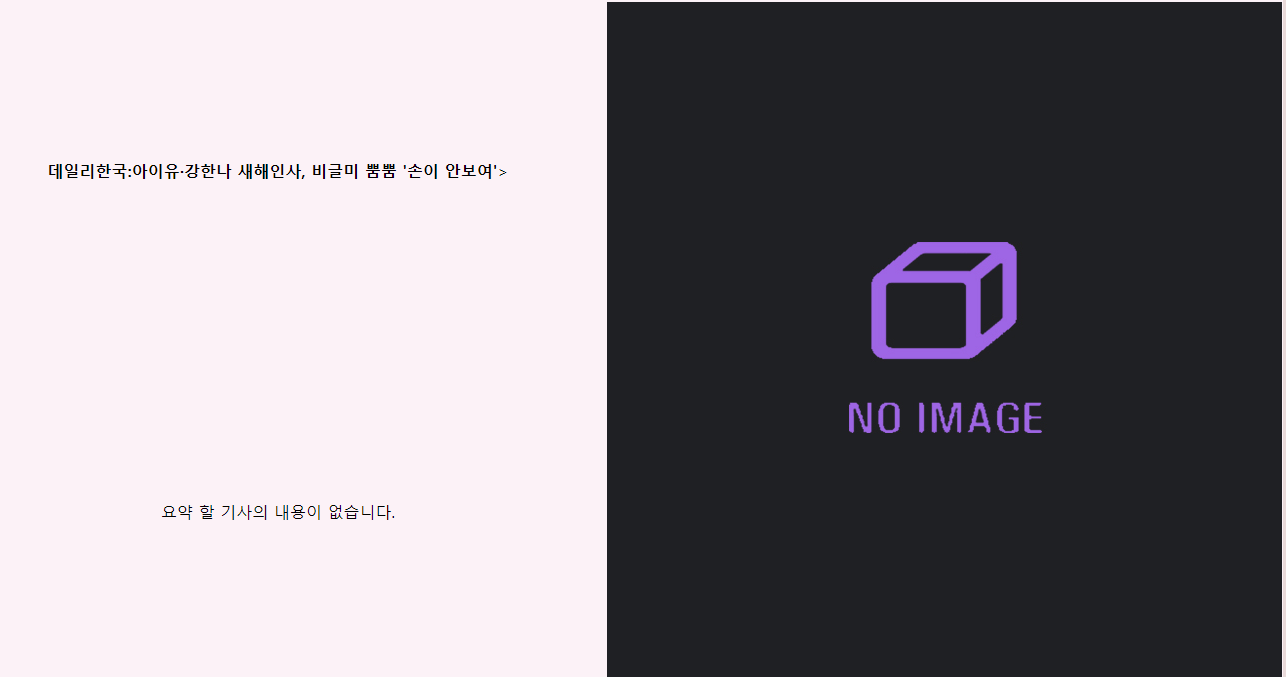 데일리한국:아이유·강한나 새해인사, 비글미 뿜뿜 '손이 안보여'>
요약 할 기사의 내용이 없습니다.
NO IMAGE